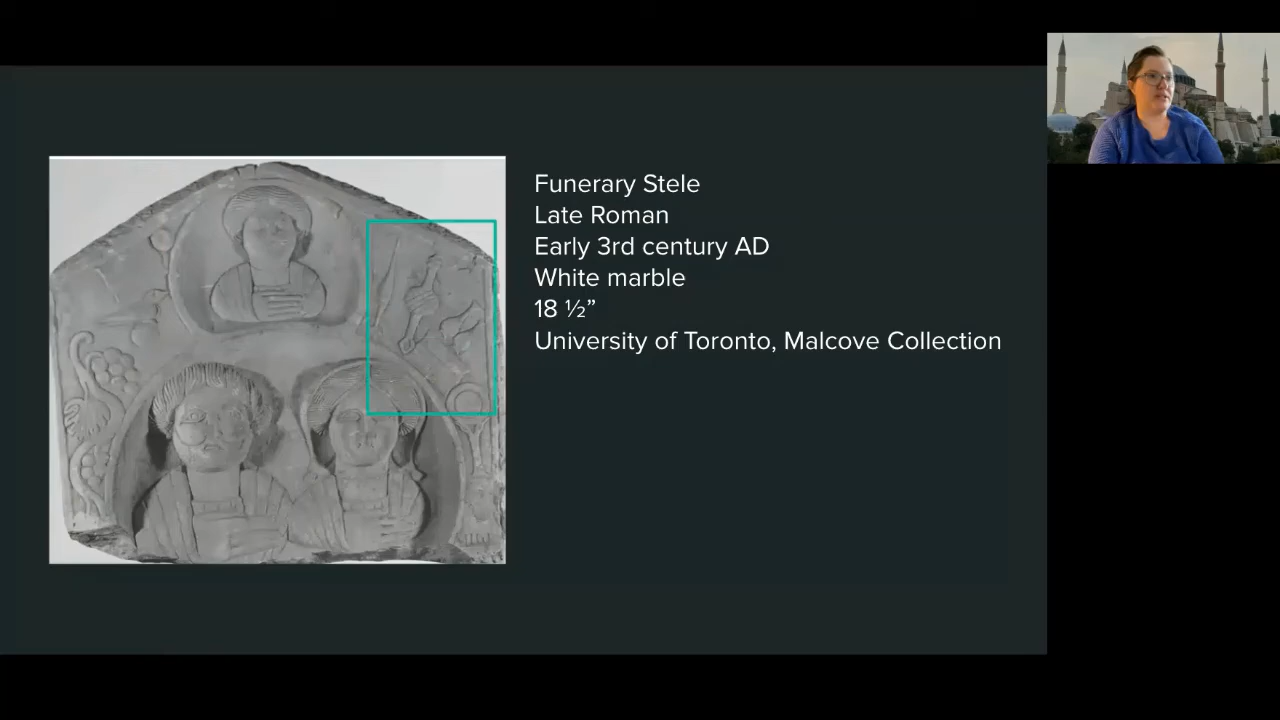 Funerary Stele
Late Roman
Early 3rd century AD
White marble
18 ½”
University of Toronto, Malcove Collection